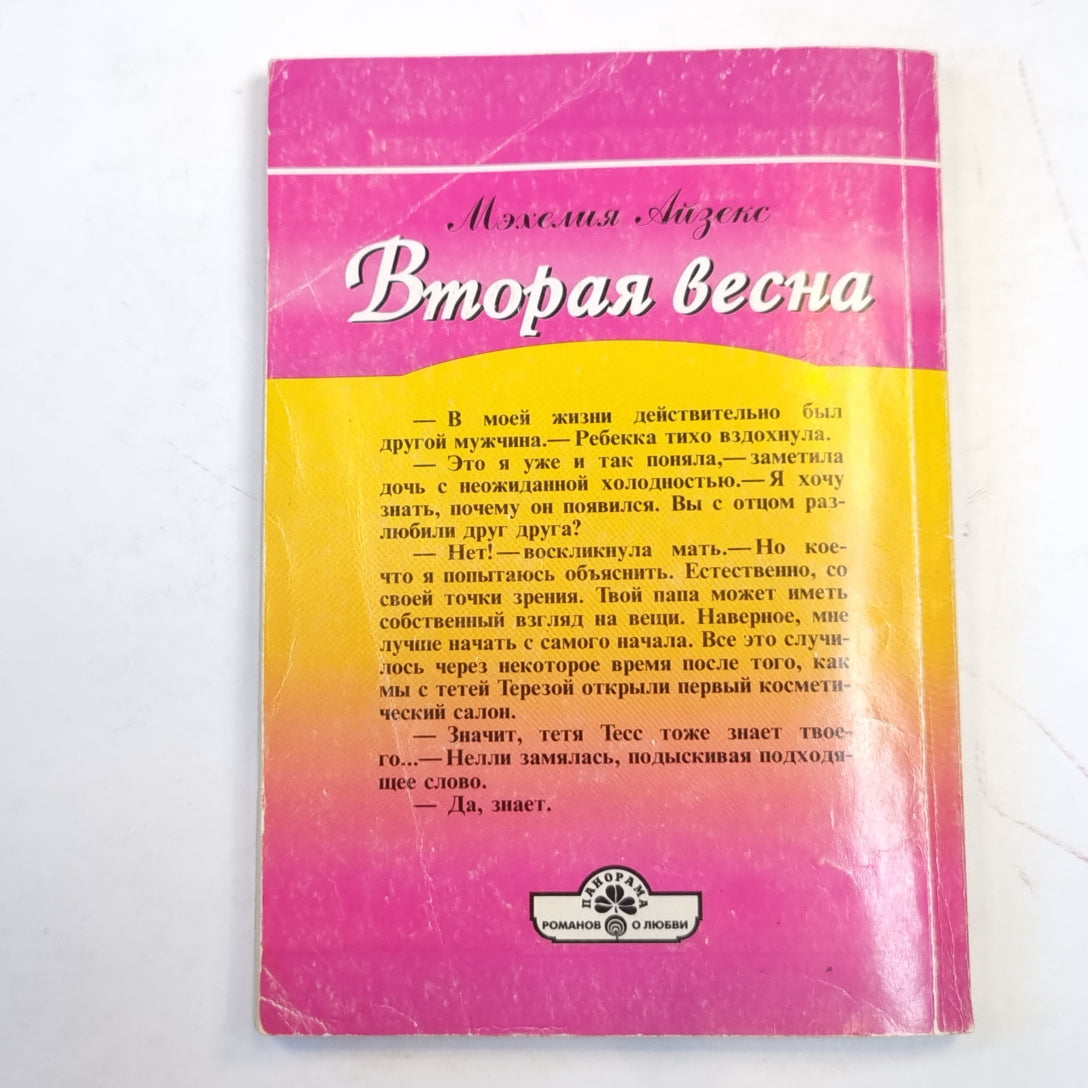 Мэхелия Айзекс
Вторая весна
— В моей жизни действительно был
другой мужчина.— Ребекка тихо вздохнула.
— Это я уже и так поняла,— заметила
дочь с неожиданной холодностью.— Я хочу
знать, почему он появился. Вы с отцом раз-
любили друг друга?
— Нет! — воскликнула мать.— Но кое-
что я попытаюсь объяснить. Естественно, со
своей точки зрения. Твой папа может иметь
собственный взгляд на вещи. Наверное, мне
лучше начать с самого начала. Все это случи-
лось через некоторое время после того, как
мы с тетей Терезой открыли первый космети-
ческий салон.
— Значит, тетя Тесс тоже знает твое-
го...— Нелли замялась, подыскивая подходя-
щее слово.
— Да, знает.
ПАНОРАМА
РОМАНОВ О ЛЮБВИ